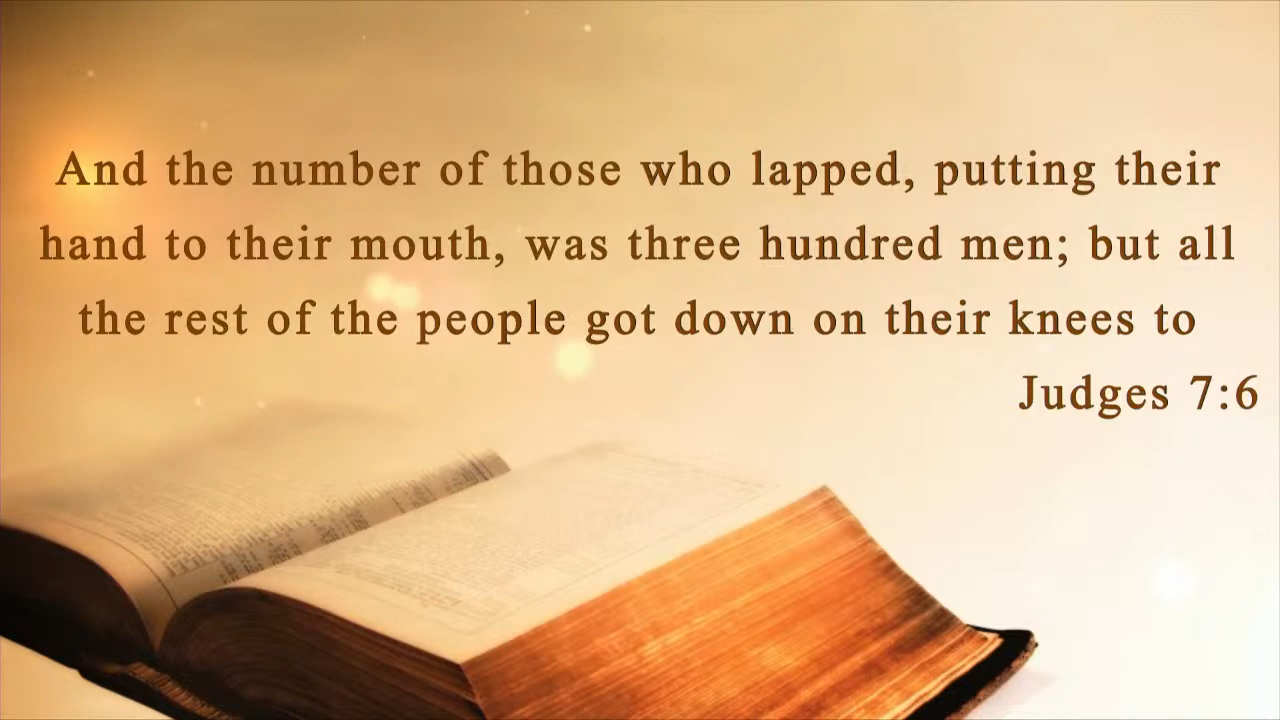 And the number of those who lapped, putting their
hand to their mouth, was three hundred men; but all
the rest of the people got down on their knees to
Judges 7:6